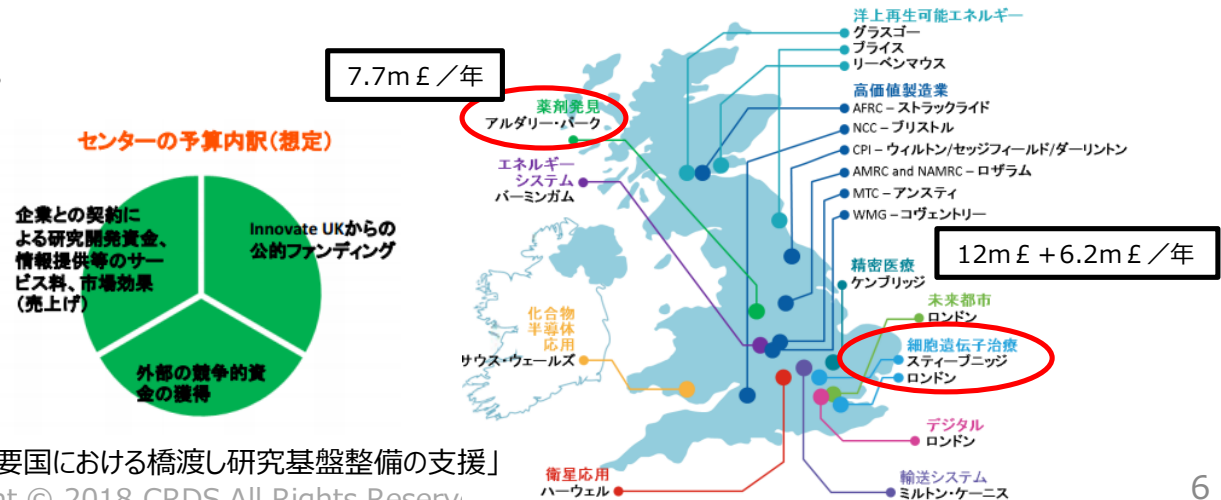 7.7m￡／年
センターの予算内訳（想定）
企業との契約に
よる研究開発資金、
情報提供等のサー
ビス料、市場効果
（売上げ）
Innovate UKからの
公的ファンディング
外部の競争的資
金の獲得
薬剤発見
アルダリー・パーク
エネルギー
システム
バーミンガム
化合物
半導体
応用
サウス・ウェールズ
洋上再生可能エネルギー
グラスゴー
ブライス
リーベンマウス
高価値製造業
AFRC – ストラックライド
NCC – ブリストル
CPI – ウィルトン/セッジフィールド/ダーリントン
AMRC and NAMRC – ロザラム
MTC – アンスティ
WMG – コヴェントリー
12m￡+6.2m￡／年
精密医療
ケンブリッジ
未来都市
ロンドン
細胞遺伝子治療
スティーブニッジ
ロンドン
デジタル
ロンドン
衛星応用
ハーウェル
輸送システム
ミルトン・ケーニス
要国における橋渡し研究基盤整備の支援」
© 2018 CRDS All Rights
6